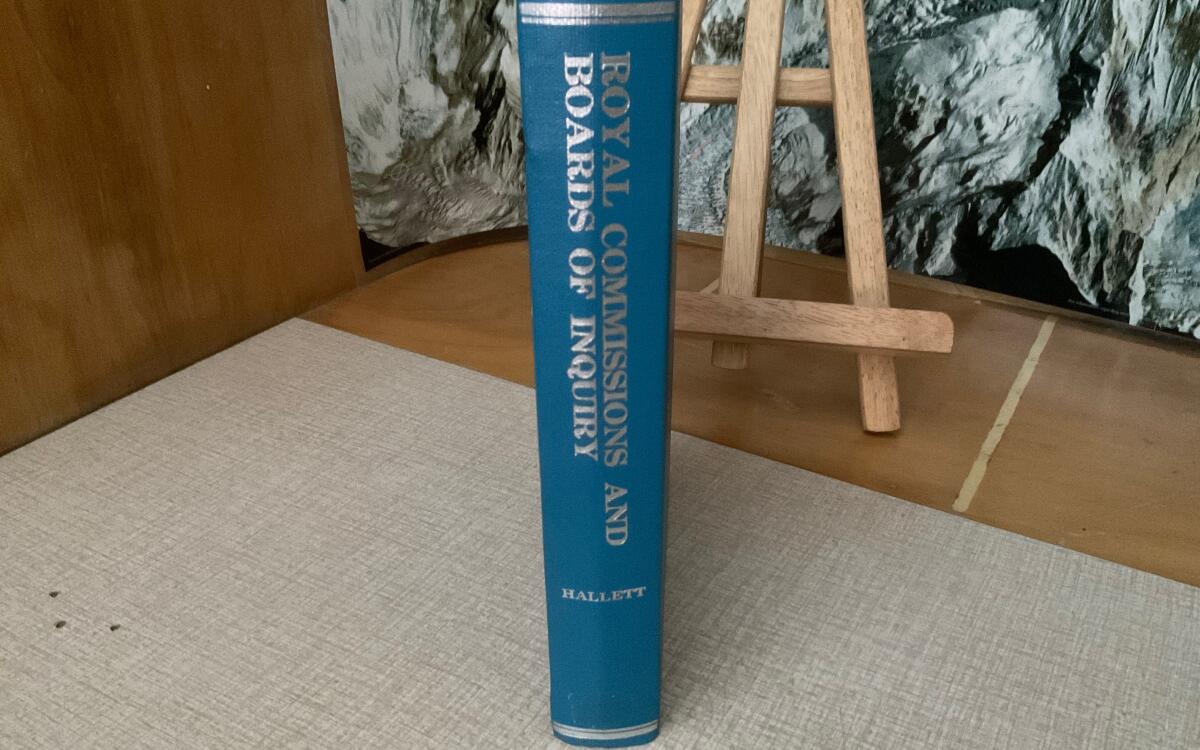 ROYAL COMMISSIONS AND
BOARDS OF INQUIRY
HALLETT